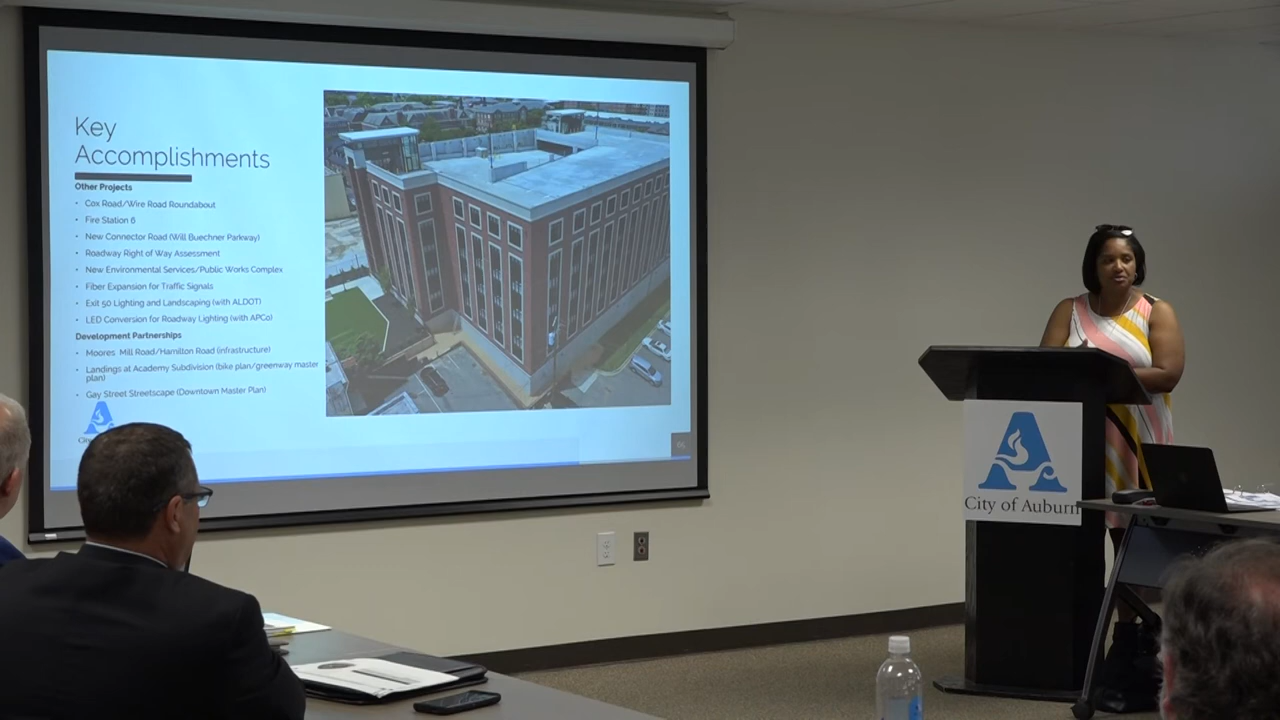 Key
Accomplishments
Other Projects
• Cox Road/Wire Road Roundabout
• Fire Station 6
• New Connector Road (Will Buechner Parkway)
• Roadway Right of Way Assessment
• New Environmental Services/Public Works Complex
• Fiber Expansion for Traffic Signals
• Exit 50 Lighting and Landscaping (with ALDOT)
• LED Conversion for Roadway Lighting (with APCo)
Development Partnerships
• Moores Mill Road/Hamilton Road (infrastructure)
• Landings at Academy Subdivision (bike plan/greenway master
plan)
• Gay Street Streetscape (Downtown Master Plan)
65
A
City of Auburn